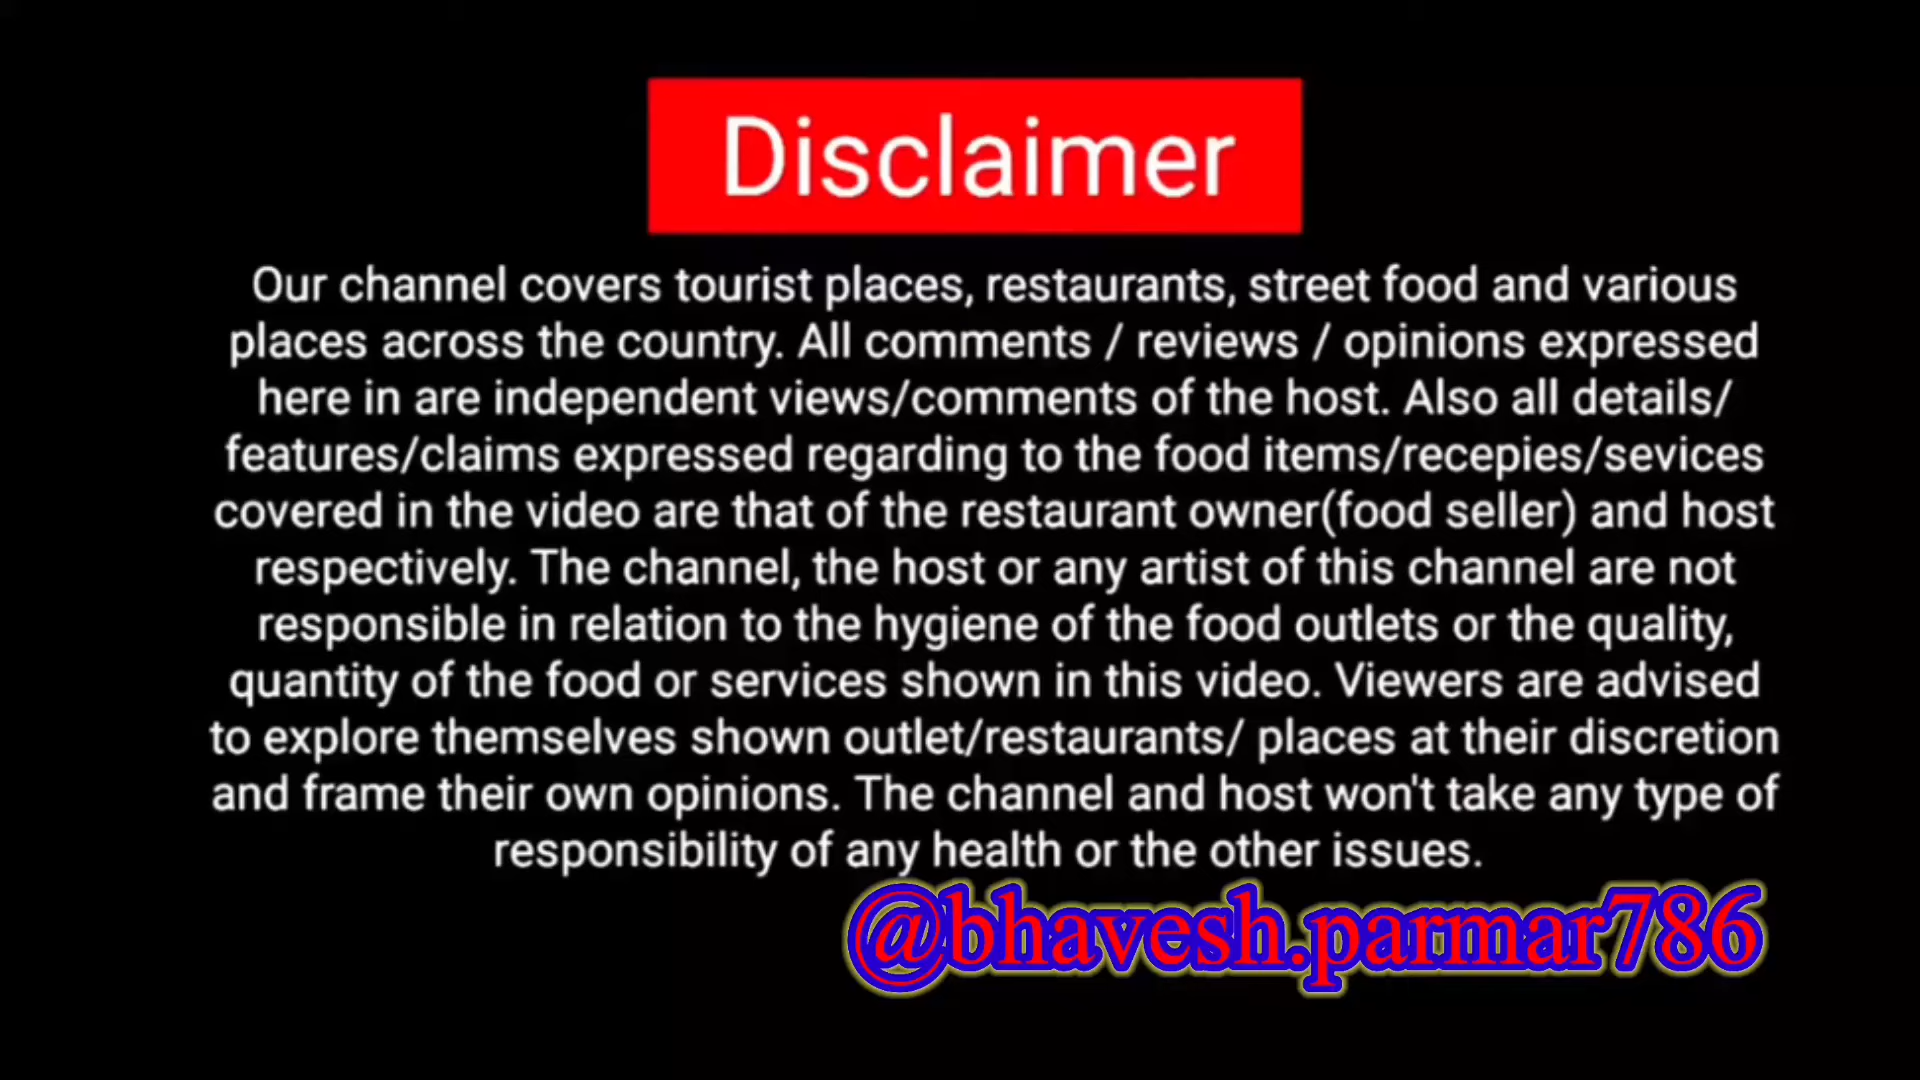 Disclaimer
Our channel covers tourist places, restaurants, street food and various
places across the country. All comments / reviews / opinions expressed
here in are independent views/comments of the host. Also all details/
features/claims expressed regarding to the food items/recepies/sevices
covered in the video are that of the restaurant owner(food seller) and host
respectively. The channel, the host or any artist of this channel are not
responsible in relation to the hygiene of the food outlets or the quality,
quantity of the food or services shown in this video. Viewers are advised
to explore themselves shown outlet/restaurants/ places at their discretion
and frame their own opinions. The channel and host won't take any type of
responsibility of any health or the other issues.
@bhavesh.parmar786